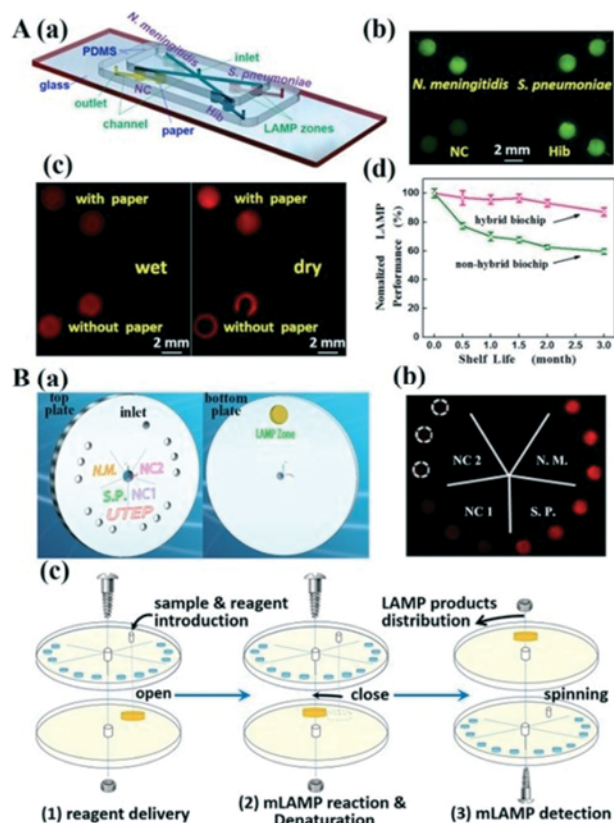 A (a)
PDMS
N. meningitidis
inlet
S. pneumoniae
glass
outlet
channel
NC
paper
Hib
LAMP zones
(b)
N. meningitidis S. pneumoniae
NC 2 mm Hib
(c)
with paper with paper
wet dry
without paper without paper
2 mm 2 mm
(d)
Nomalized LAMP
Performance (%)
100
80
60
40
20
0
hybrid biochip
non-hybrid biochip
0.0 0.5 1.0 1.5 2.0 2.5 3.0
Shelf Life (month)
B (a)
top plate
inlet
N.M. NC2
S.P. NC1
UTEP
bottom plate
LAMP Zone
(b)
NC 2 N. M.
NC 1 S. P.
(c)
sample & reagent
introduction
LAMP products
distribution
open close spinning
(1) reagent delivery
(2) mLAMP reaction &
Denaturation
(3) mLAMP detection